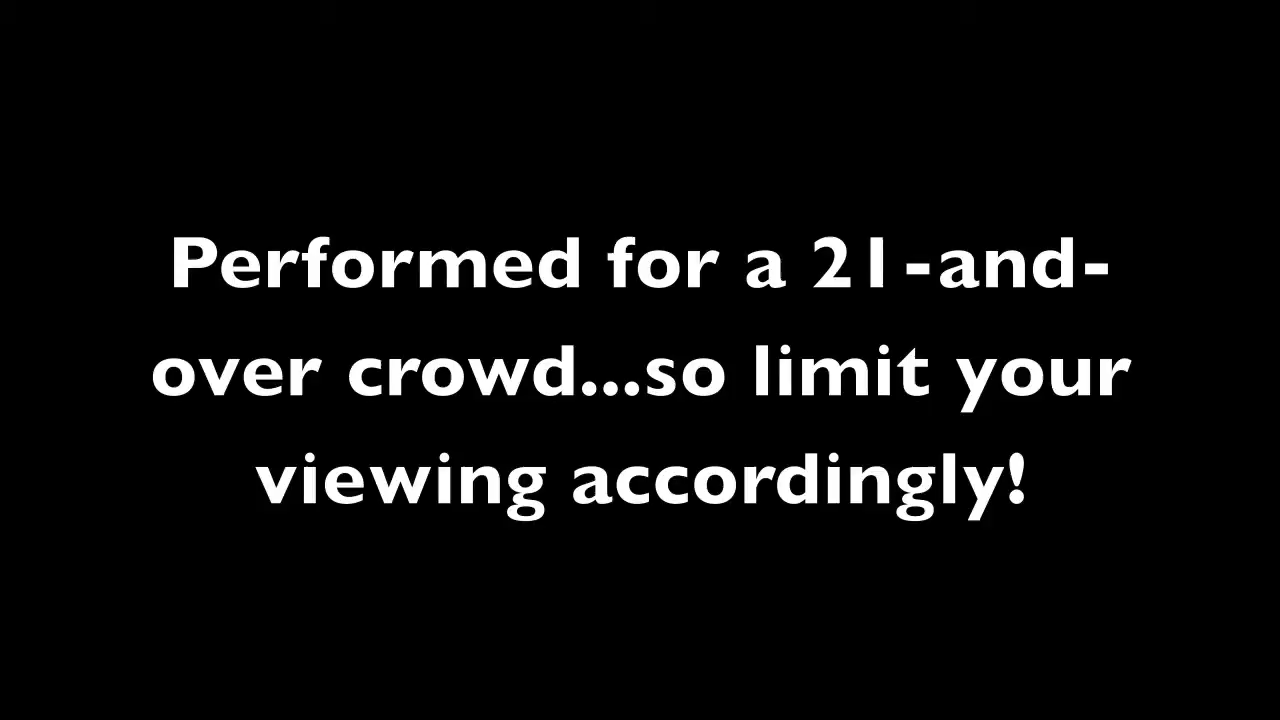 Performed for a 21-and-
over crowd...so limit your
viewing accordingly!